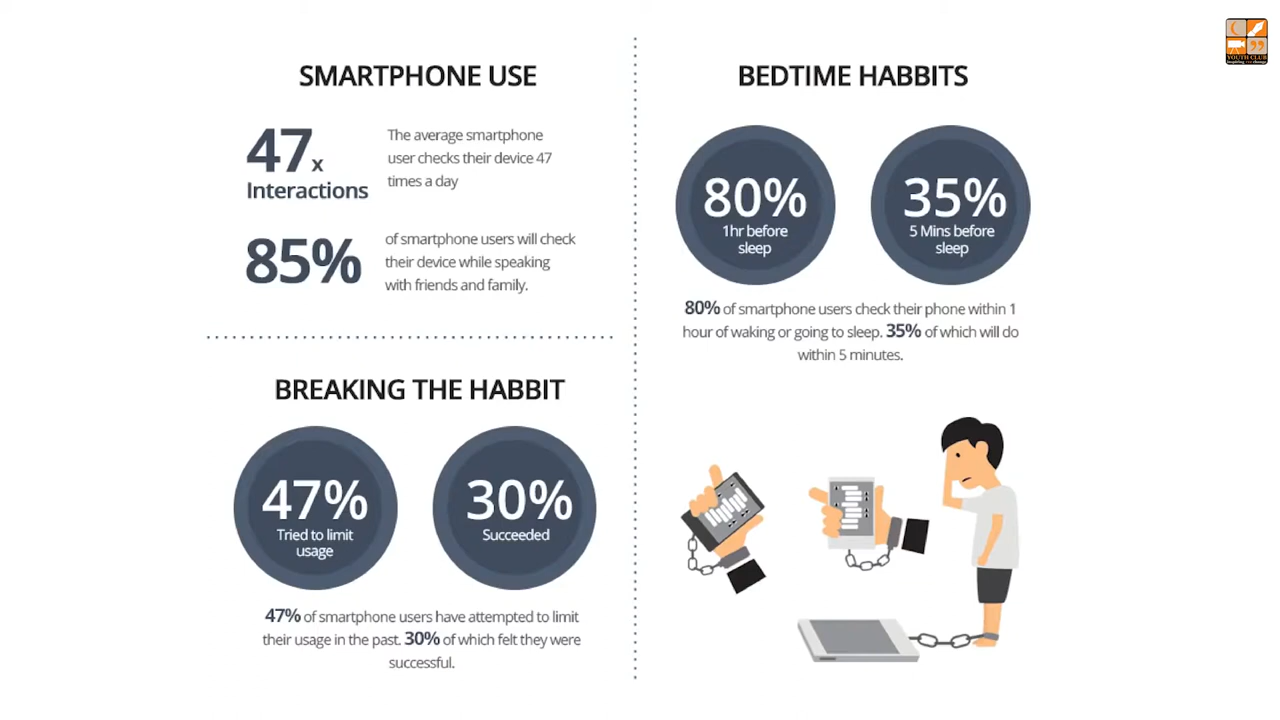 SMARTPHONE USE
47x
Interactions
The average smartphone
user checks their device 47
times a day
85%
of smartphone users will check
their device while speaking
with friends and family.
BREAKING THE HABBIT
47%
Tried to limit
usage
30%
Succeeded
47% of smartphone users have attempted to limit
their usage in the past. 30% of which felt they were
successful.
BEDTIME HABBITS
80%
1hr before
sleep
35%
5 Mins before
sleep
80% of smartphone users check their phone within 1
hour of waking or going to sleep. 35% of which will do
within 5 minutes.
YOUTH CLUB